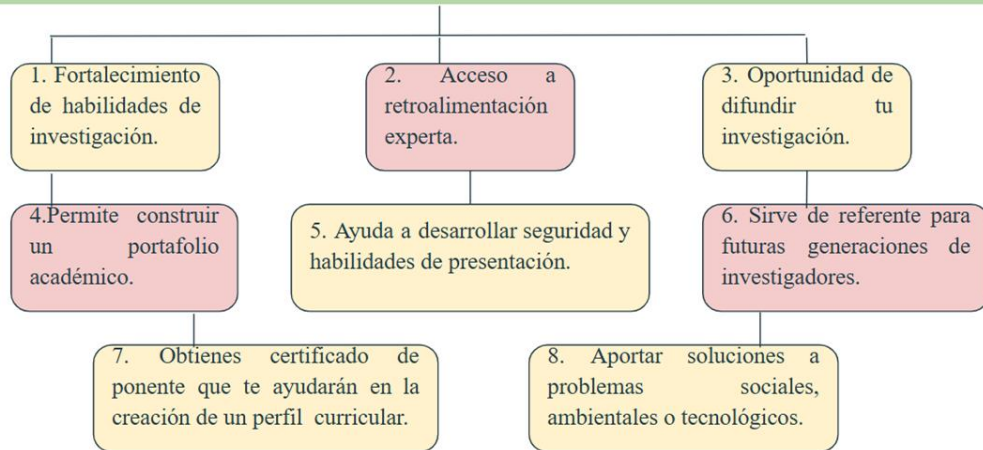 1. Fortalecimiento
de habilidades de
investigación.
2. Acceso a
retroalimentación
experta.
3. Oportunidad de
difundir tu
investigación.
4.Permite construir
un portafolio
académico.
5. Ayuda a desarrollar seguridad y
habilidades de presentación.
6. Sirve de referente para
futuras generaciones de
investigadores.
7. Obtienes certificado de
ponente que te ayudarán en la
creación de un perfil curricular.
8. Aportar soluciones a
problemas sociales,
ambientales o tecnológicos.